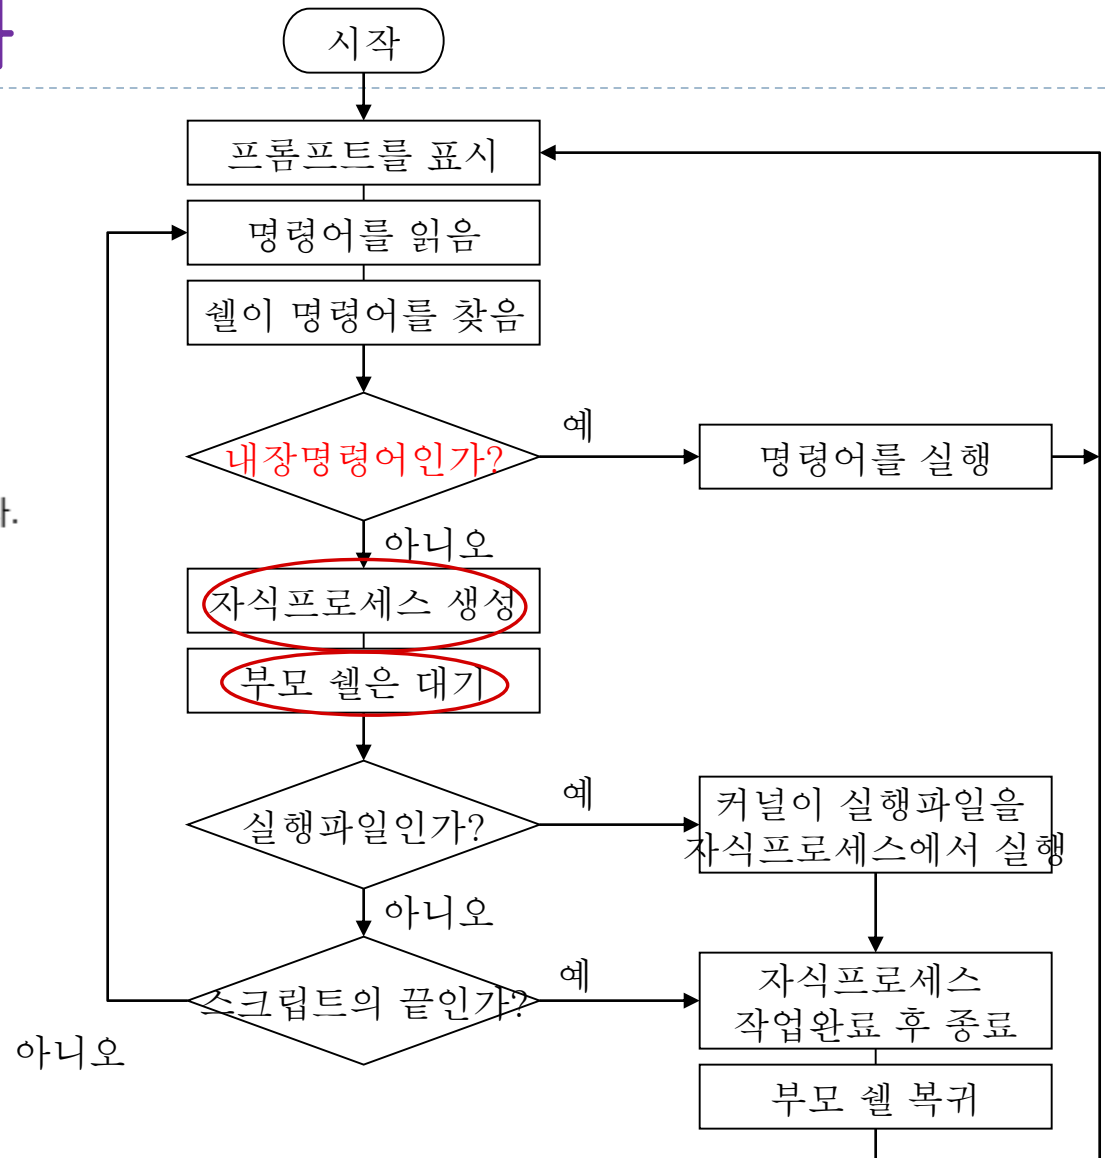 시작
프롬프트를 표시
명령어를 읽음
쉘이 명령어를 찾음
예
내장명령어인가?
명령어를 실행
아니오
자식프로세스 생성
부모 쉘은 대기
예
실행파일인가?
커널이 실행파일을
자식프로세스에서 실행
아니오
예
스크립트의 끝인가?
자식프로세스
작업완료 후 종료
아니오
부모 쉘 복귀